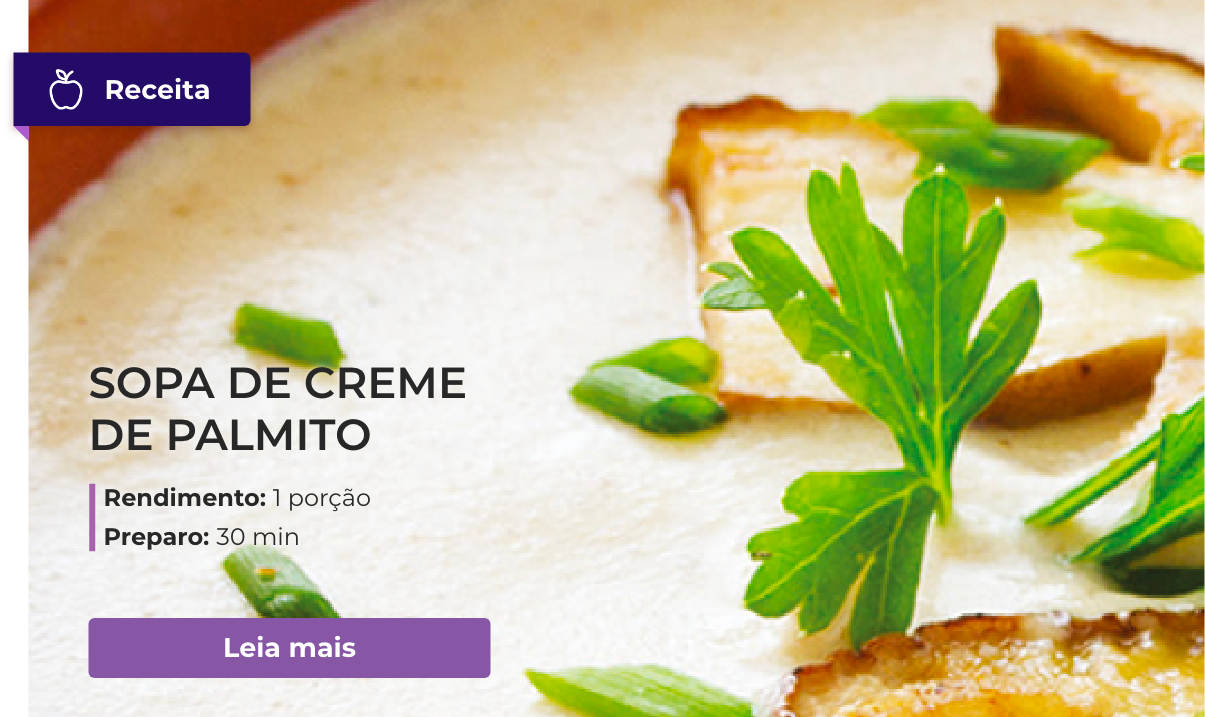 Receita
SOPA DE CREME
DE PALMITO
Rendimento: 1 porção
Preparo: 30 min
Leia mais